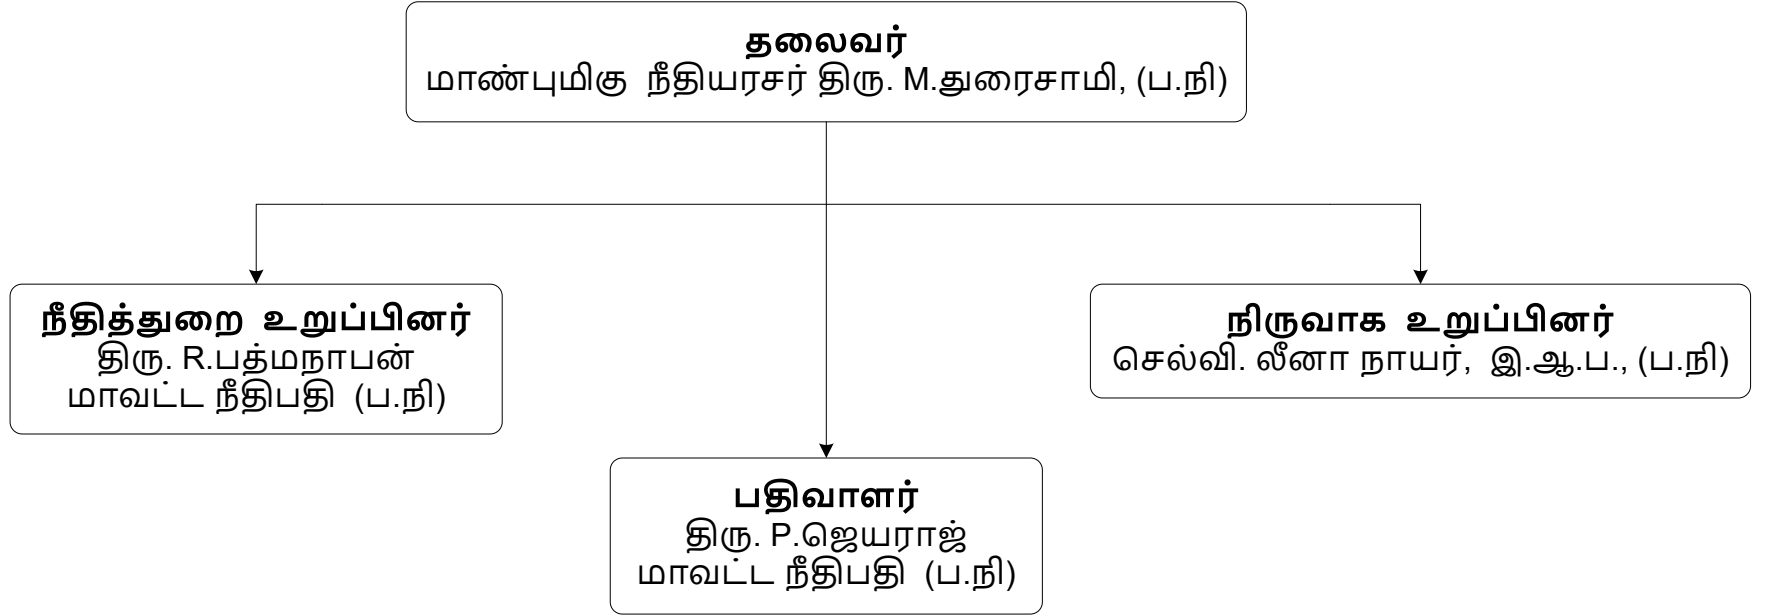 தலைவர்
மாண்புமிகு நீதியரசர் திரு. M.துரைசாமி, (ப.நி)
நீதித்துறை உறுப்பினர்
திரு. R.பத்மநாபன்
மாவட்ட நீதிபதி (ப.நி)
நிருவாக உறுப்பினர்
செல்வி. லீனா நாயர், இ.ஆ.ப., (ப.நி)
பதிவாளர்
திரு. P.ஜெயராஜ்
மாவட்ட நீதிபதி (ப.நி)